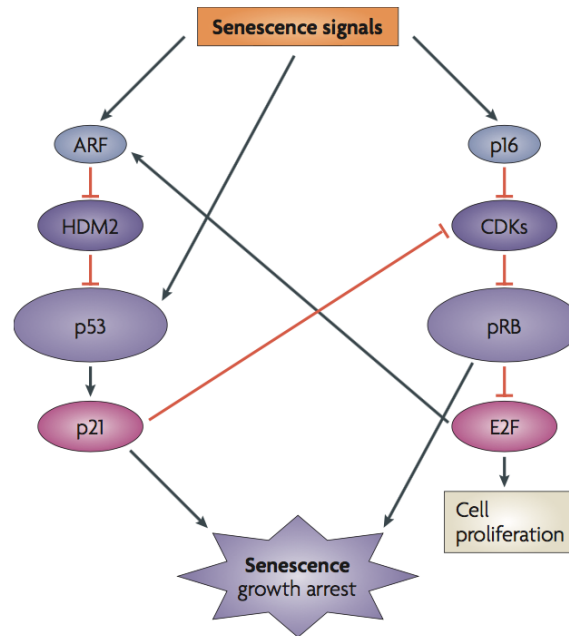 Senescence signals
ARF
p16
HDM2
CDKs
p53
pRB
p21
E2F
Cell
proliferation
Senescence
growth arrest